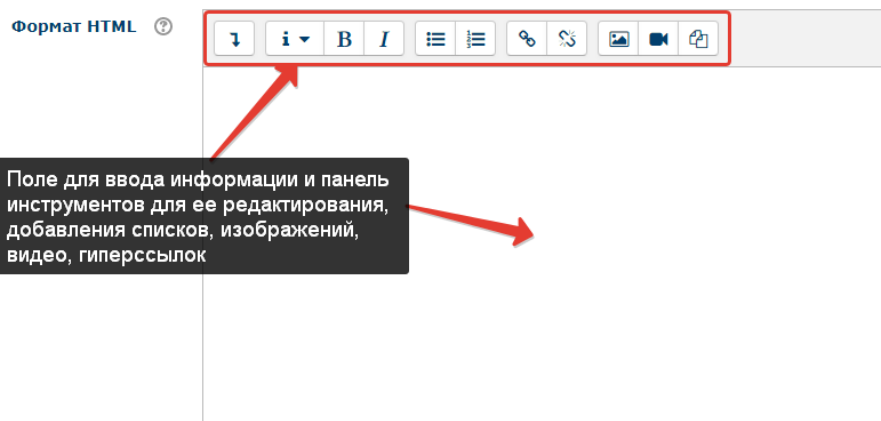 Формат HTML
i B I
Поле для ввода информации и панель
инструментов для ее редактирования,
добавления списков, изображений,
видео, гиперссылок